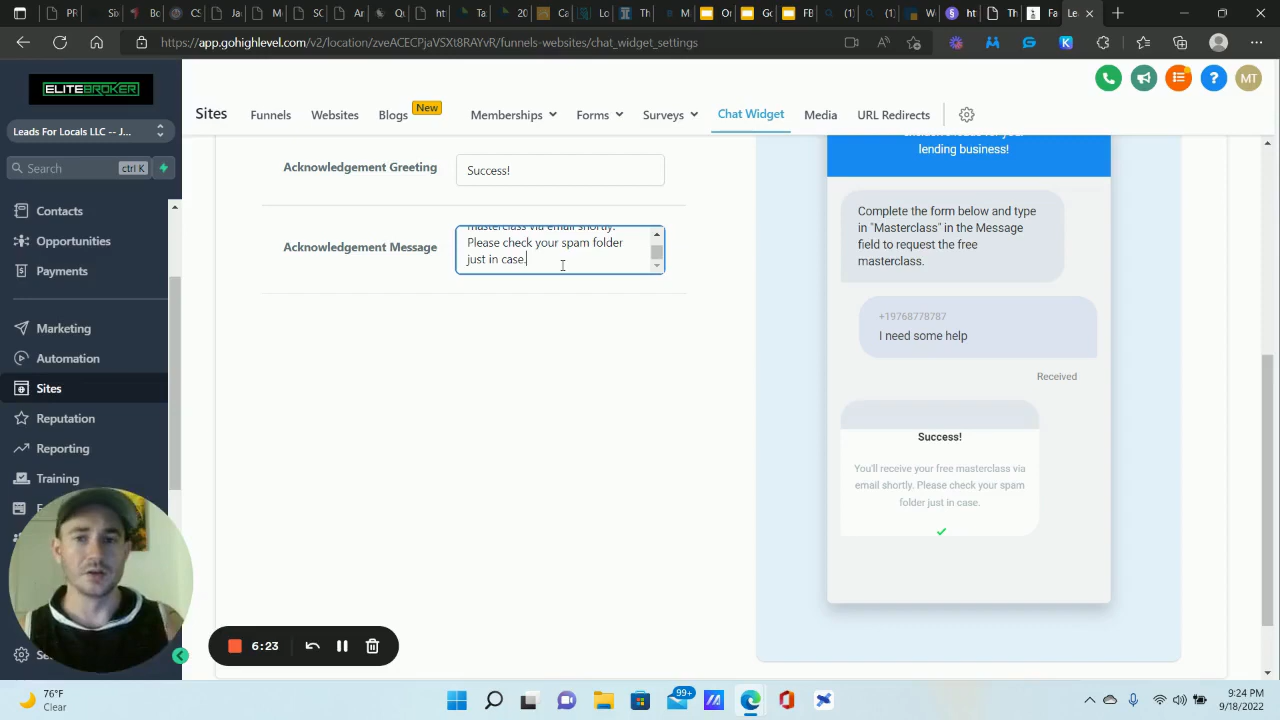 https://app.gohighlevel.com/v2/location/zveACECPjaVSXt8RAYvR/funnels-websites/chat_widget_settings
ELITEBROKER
Sites
Funnels
Websites
Blogs
New
Memberships
Forms
Surveys
Chat Widget
Media
URL Redirects
MT
Leads For Locals LLC -- J...
Search
ctrl K
Contacts
Opportunities
Payments
Marketing
Automation
Sites
Reputation
Reporting
Training
Acknowledgement Greeting
Success!
Acknowledgement Message
masterclass via email shortly.
Please check your spam folder
just in case.
lending business!
Complete the form below and type
in "Masterclass" in the Message
field to request the free
masterclass.
+19768778787
I need some help
Received
Success!
You'll receive your free masterclass via
email shortly. Please check your spam
folder just in case.
6:23
76°F
Clear
99+
9:24 PM
9/18/2022